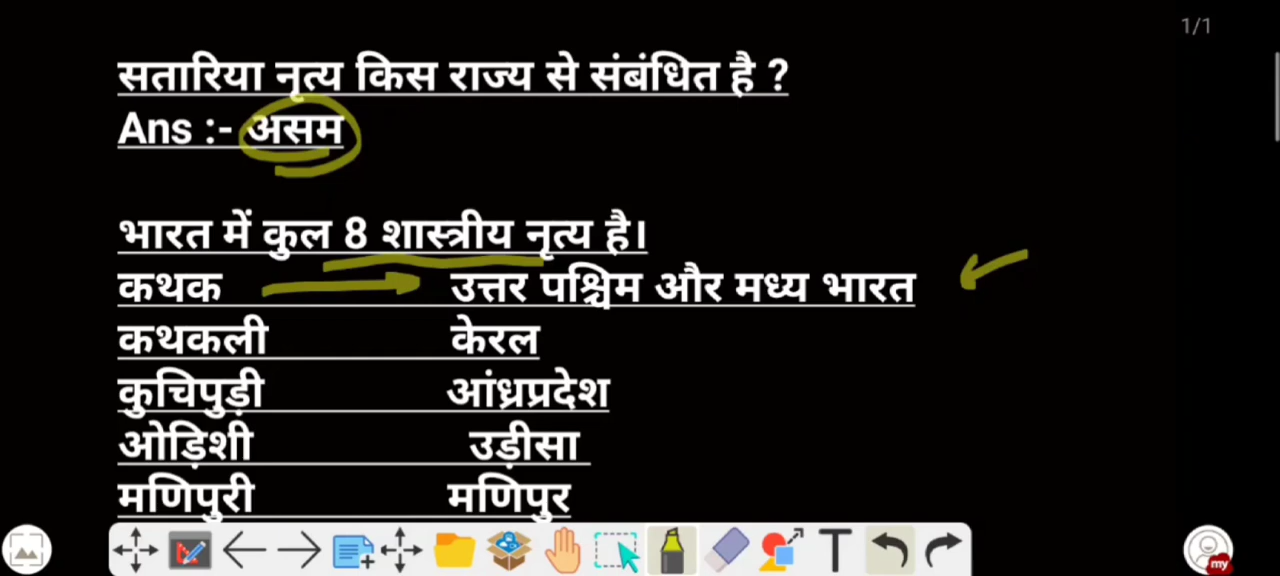 1/1
सतारिया नृत्य किस राज्य से संबंधित है ?
Ans :- असम
भारत में कुल 8 शास्त्रीय नृत्य है।
कथक उत्तर पश्चिम और मध्य भारत
कथकली केरल
कुचिपुड़ी आंध्रप्रदेश
ओड़िशी उड़ीसा
मणिपुरी मणिपुर
T
my